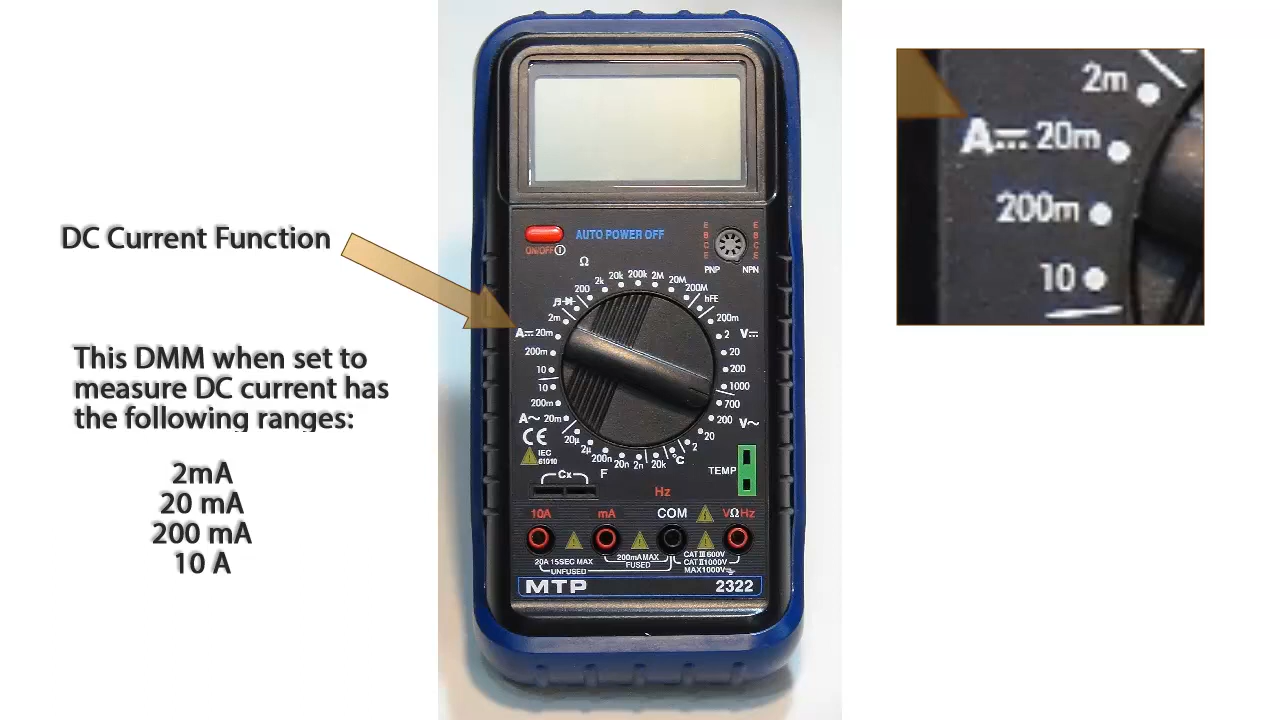 DC Current Function
This DMM when set to
measure DC current has
the following ranges:
2mA
20 mA
200 mA
10 A
ON/OFF
AUTO POWER OFF
E
B
C
E
E
B
C
E
PNP
NPN
Ω
200
2k
20k
200k
2M
20M
200M
hFE
200m
2
V
20
200
1000
700
200
V~
20
2
°C
20k
2n
20n
200n
2µ
20µ
F
A~ 20m
200m
10
10
200m
A 20m
2m
CE
IEC
61010
Cx
TEMP
Hz
10A
mA
COM
VΩHz
20A 15SEC MAX
UNFUSED
200mA MAX
FUSED
CAT III 600V
CAT II 1000V
MAX 1000V
MTP
2322
2m
A 20m
200m
10